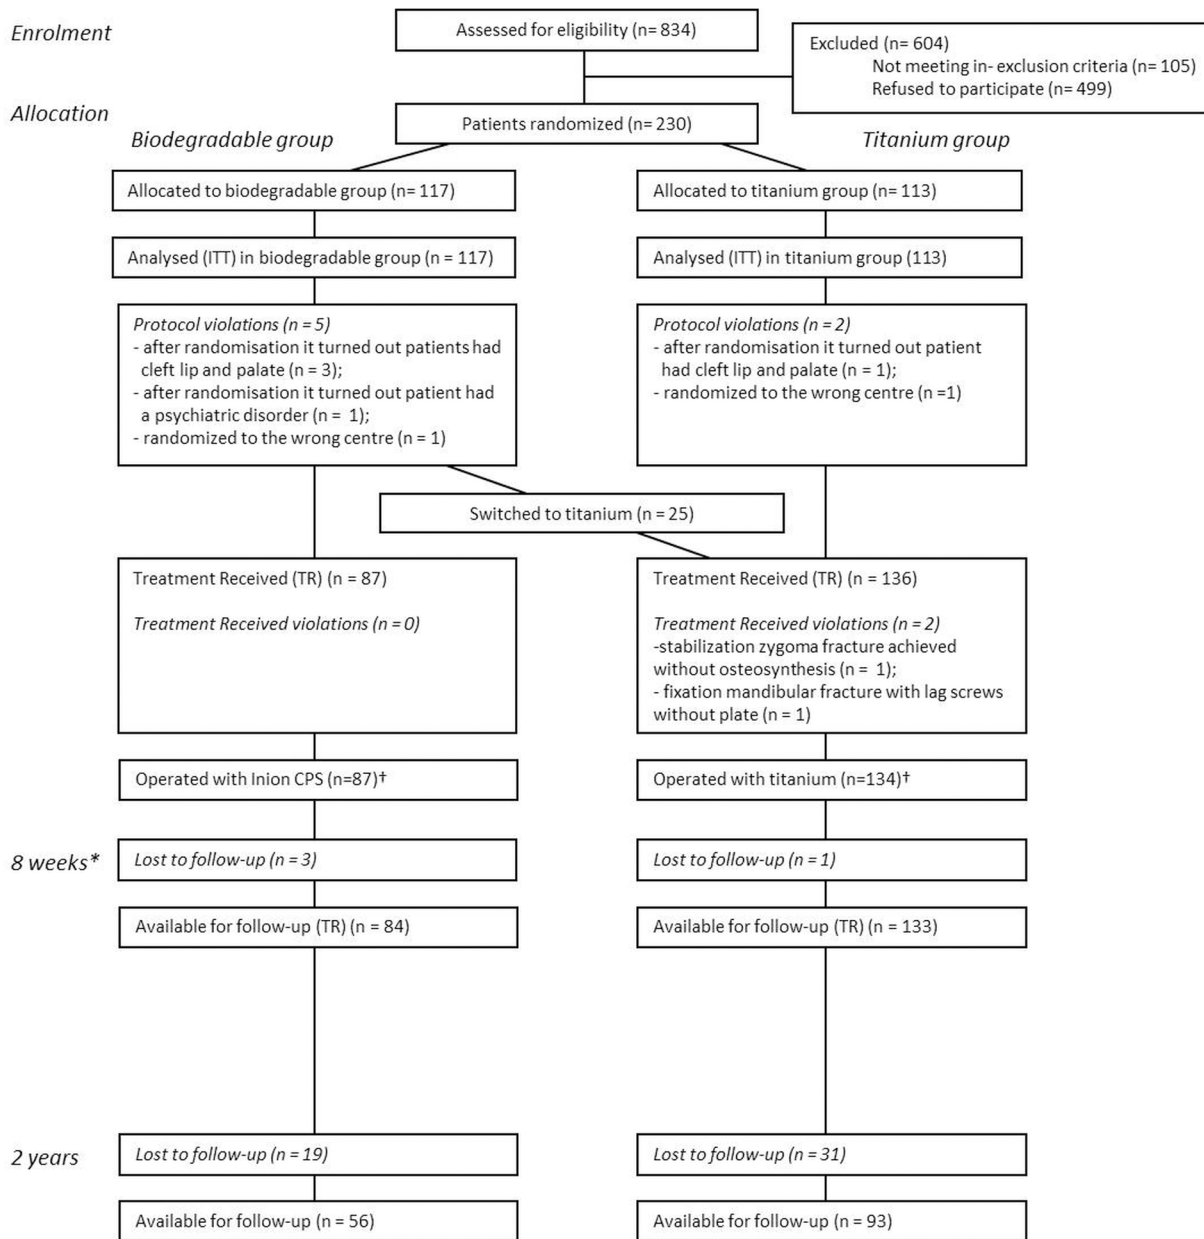 Enrolment
Assessed for eligibility (n= 834)
Excluded (n= 604)
Not meeting in- exclusion criteria (n= 105)
Refused to participate (n= 499)
Allocation
Patients randomized (n= 230)
Biodegradable group
Titanium group
Allocated to biodegradable group (n= 117)
Allocated to titanium group (n= 113)
Analysed (ITT) in biodegradable group (n = 117)
Analysed (ITT) in titanium group (113)
Protocol violations (n = 5)
- after randomisation it turned out patients had
cleft lip and palate (n = 3);
- after randomisation it turned out patient had
a psychiatric disorder (n = 1);
- randomized to the wrong centre (n = 1)
Protocol violations (n = 2)
- after randomisation it turned out patient
had cleft lip and palate (n = 1);
- randomized to the wrong centre (n =1)
Switched to titanium (n = 25)
Treatment Received (TR) (n = 87)
Treatment Received violations (n = 0)
Treatment Received (TR) (n = 136)
Treatment Received violations (n = 2)
-stabilization zygoma fracture achieved
without osteosynthesis (n = 1);
- fixation mandibular fracture with lag screws
without plate (n = 1)
Operated with Inion CPS (n=87)†
Operated with titanium (n=134)†
8 weeks*
Lost to follow-up (n = 3)
Lost to follow-up (n = 1)
Available for follow-up (TR) (n = 84)
Available for follow-up (TR) (n = 133)
2 years
Lost to follow-up (n = 19)
Lost to follow-up (n = 31)
Available for follow-up (n = 56)
Available for follow-up (n = 93)